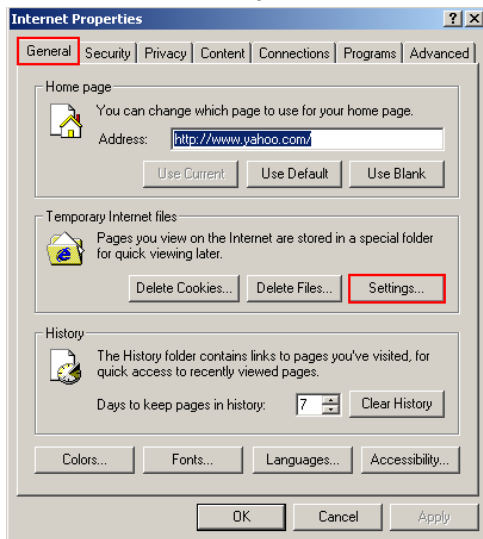 Internet Properties
General Security Privacy Content Connections Programs Advanced
Home page
You can change which page to use for your home page.
Address: http://www.yahoo.com/
Use Current Use Default Use Blank
Temporary Internet files
Pages you view on the Internet are stored in a special folder
for quick viewing later.
Delete Cookies... Delete Files... Settings...
History
The History folder contains links to pages you've visited, for
quick access to recently viewed pages.
Days to keep pages in history: 7 Clear History
Colors... Fonts... Languages... Accessibility...
OK Cancel Apply